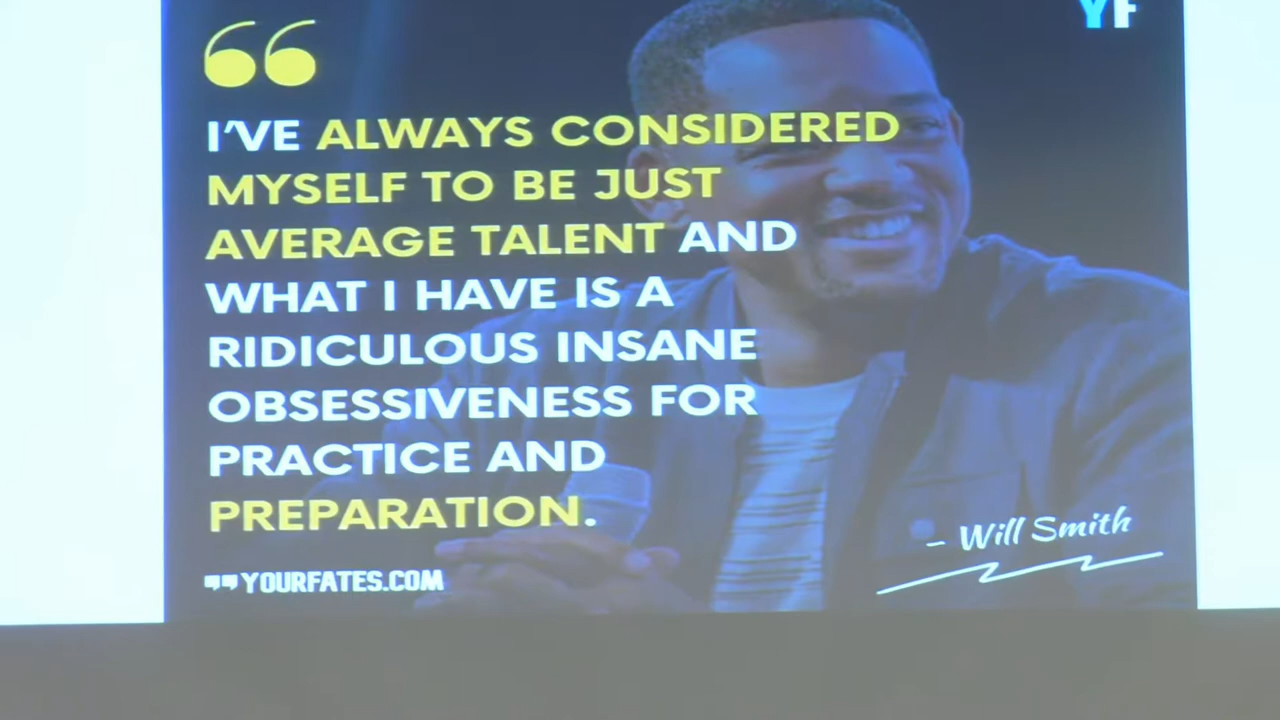 YF
“
I’VE ALWAYS CONSIDERED
MYSELF TO BE JUST
AVERAGE TALENT AND
WHAT I HAVE IS A
RIDICULOUS INSANE
OBSESSIVENESS FOR
PRACTICE AND
PREPARATION.
– Will Smith
❞YOURFATES.COM